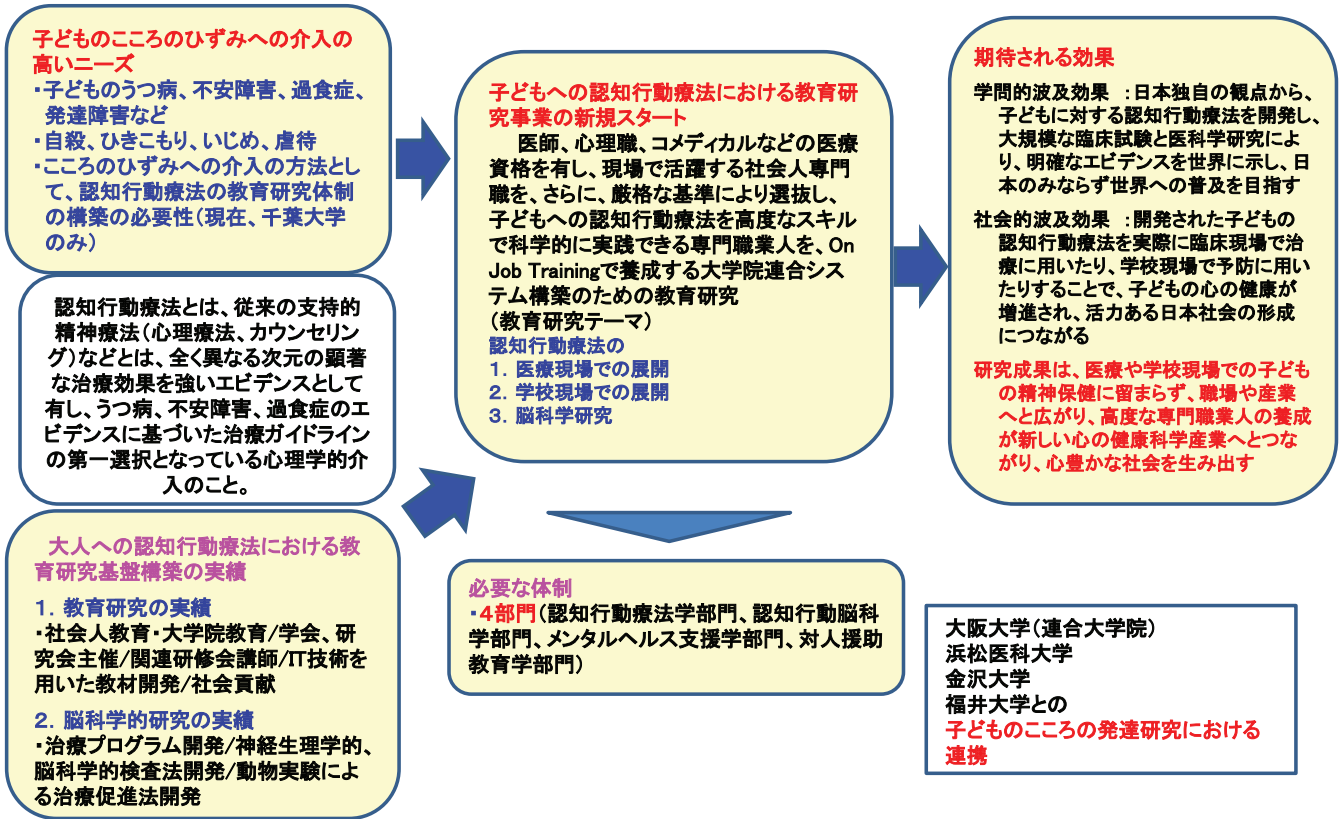 子どものこころのひずみへの介入の
高いニーズ
・子どものうつ病、不安障害、過食症、
発達障害など
・自殺、ひきこもり、いじめ、虐待
・こころのひずみへの介入の方法とし
て、認知行動療法の教育研究体制
の構築の必要性（現在、千葉大学
のみ）
認知行動療法とは、従来の支持的
精神療法（心理療法、カウンセリン
グ）などとは、全く異なる次元の顕著
な治療効果を強いエビデンスとして
有し、うつ病、不安障害、過食症のエ
ビデンスに基づいた治療ガイドライン
の第一選択となっている心理学的介
入のこと。
大人への認知行動療法における教
育研究基盤構築の実績
１．教育研究の実績
・社会人教育・大学院教育/学会、研
究会主催/関連研修会講師/IT技術を
用いた教材開発/社会貢献
２．脳科学的研究の実績
・治療プログラム開発/神経生理学的、
脳科学的検査法開発/動物実験によ
る治療促進法開発
子どもへの認知行動療法における教育研
究事業の新規スタート
医師、心理職、コメディカルなどの医療
資格を有し、現場で活躍する社会人専門
職を、さらに、厳格な基準により選抜し、
子どもへの認知行動療法を高度なスキル
で科学的に実践できる専門職業人を、On
Job Trainingで養成する大学院連合シス
テム構築のための教育研究
（教育研究テーマ）
認知行動療法の
１．医療現場での展開
２．学校現場での展開
３．脳科学研究
必要な体制
・４部門（認知行動療法学部門、認知行動脳科
学部門、メンタルヘルス支援学部門、対人援助
教育学部門）
期待される効果
学問的波及効果 ：日本独自の観点から、
子どもに対する認知行動療法を開発し、
大規模な臨床試験と医科学研究によ
り、明確なエビデンスを世界に示し、日
本のみならず世界への普及を目指す
社会的波及効果 ：開発された子どもの
認知行動療法を実際に臨床現場で治
療に用いたり、学校現場で予防に用い
たりすることで、子どもの心の健康が
増進され、活力ある日本社会の形成
につながる
研究成果は、医療や学校現場での子ども
の精神保健に留まらず、職場や産業
へと広がり、高度な専門職業人の養成
が新しい心の健康科学産業へとつな
がり、心豊かな社会を生み出す
大阪大学（連合大学院）
浜松医科大学
金沢大学
福井大学との
子どものこころの発達研究における
連携